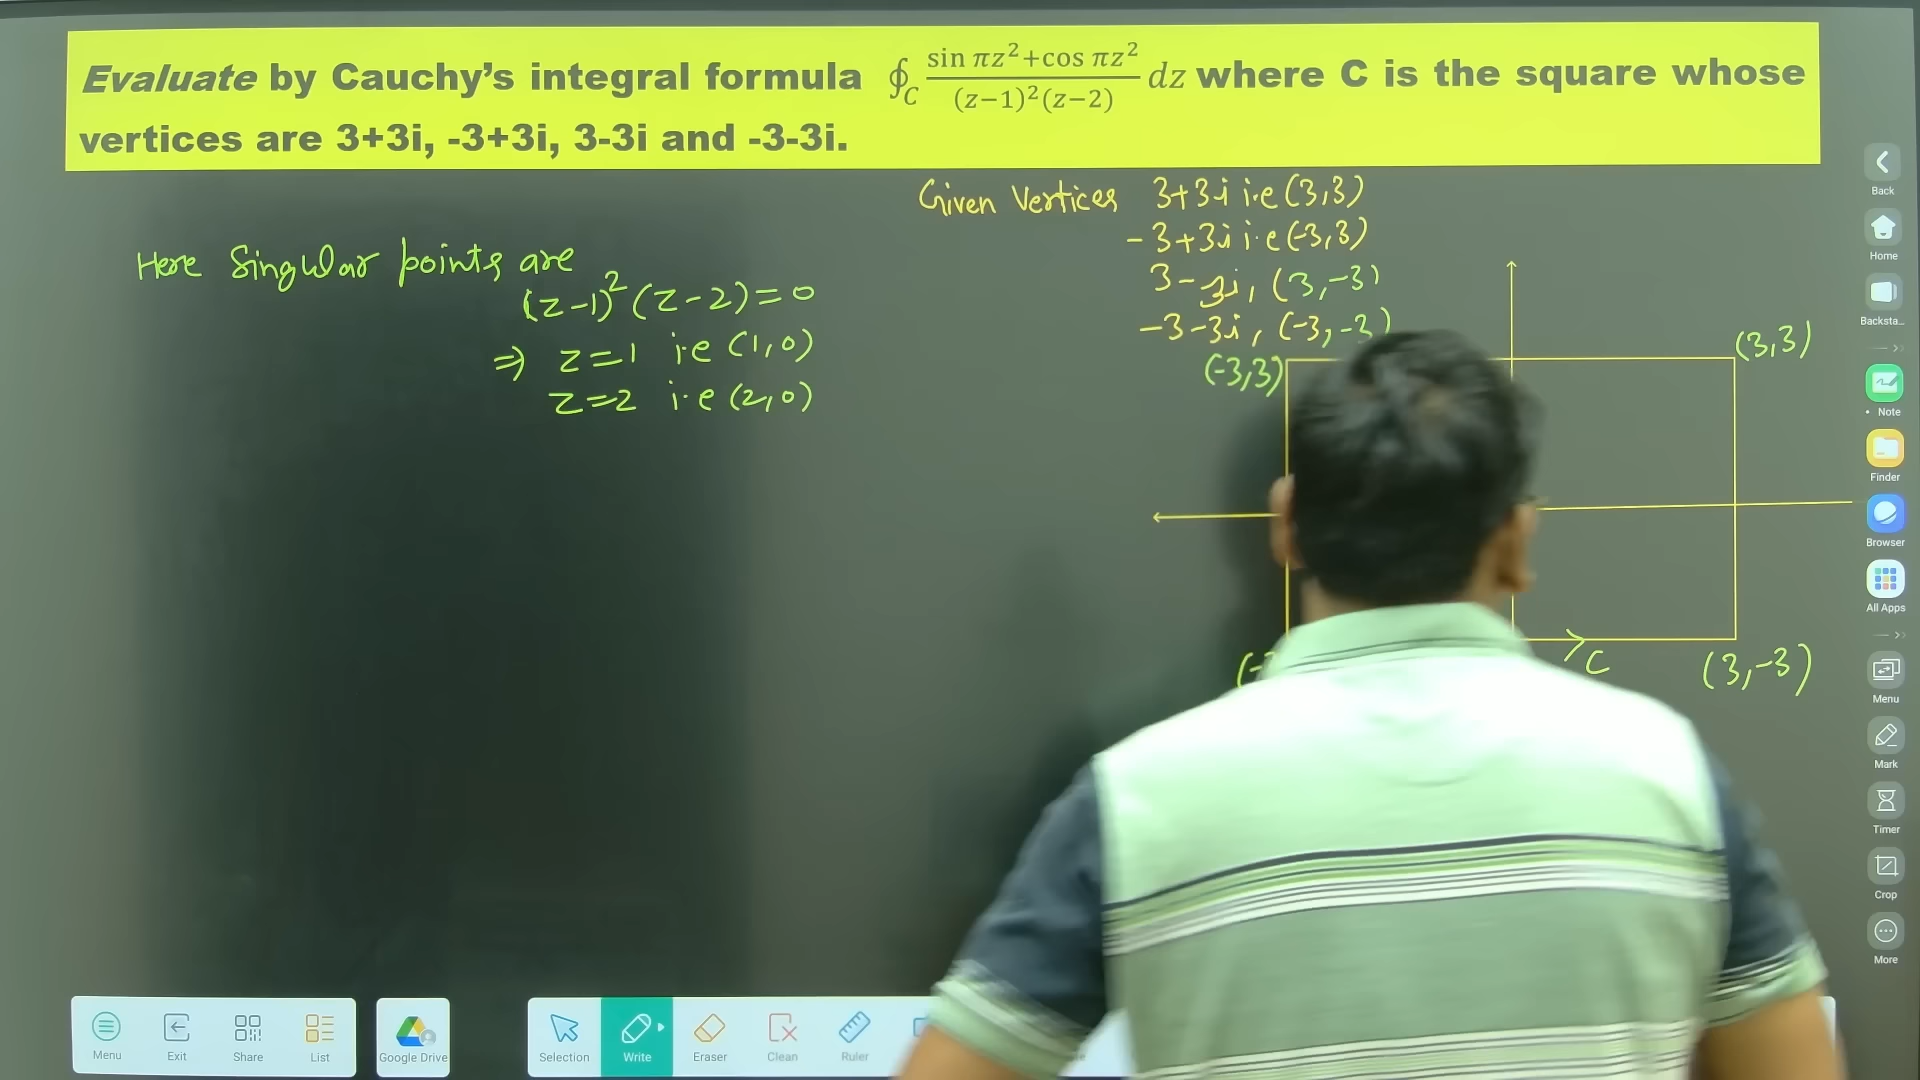 Evaluate by Cauchy's integral formula ∮_C (sin πz²+cos πz²)/((z−1)²(z−2)) dz where C is the square whose
vertices are 3+3i, -3+3i, 3-3i and -3-3i.
Given Vertices 3+3i i.e (3,3)
-3+3i i.e (-3,3)
3-3i, (3,-3)
-3-3i, (-3,-3)
Here Singular points are
(z-1)²(z-2)=0
⇒ z=1 i.e (1,0)
z=2 i.e (2,0)
(-3,3)
(3,3)
C
(3,-3)
Back
Home
Backsta...
Note
Finder
Browser
All Apps
Menu
Mark
Timer
Crop
More
Menu
Exit
Share
List
Google Drive
Selection
Write
Eraser
Clean
Ruler